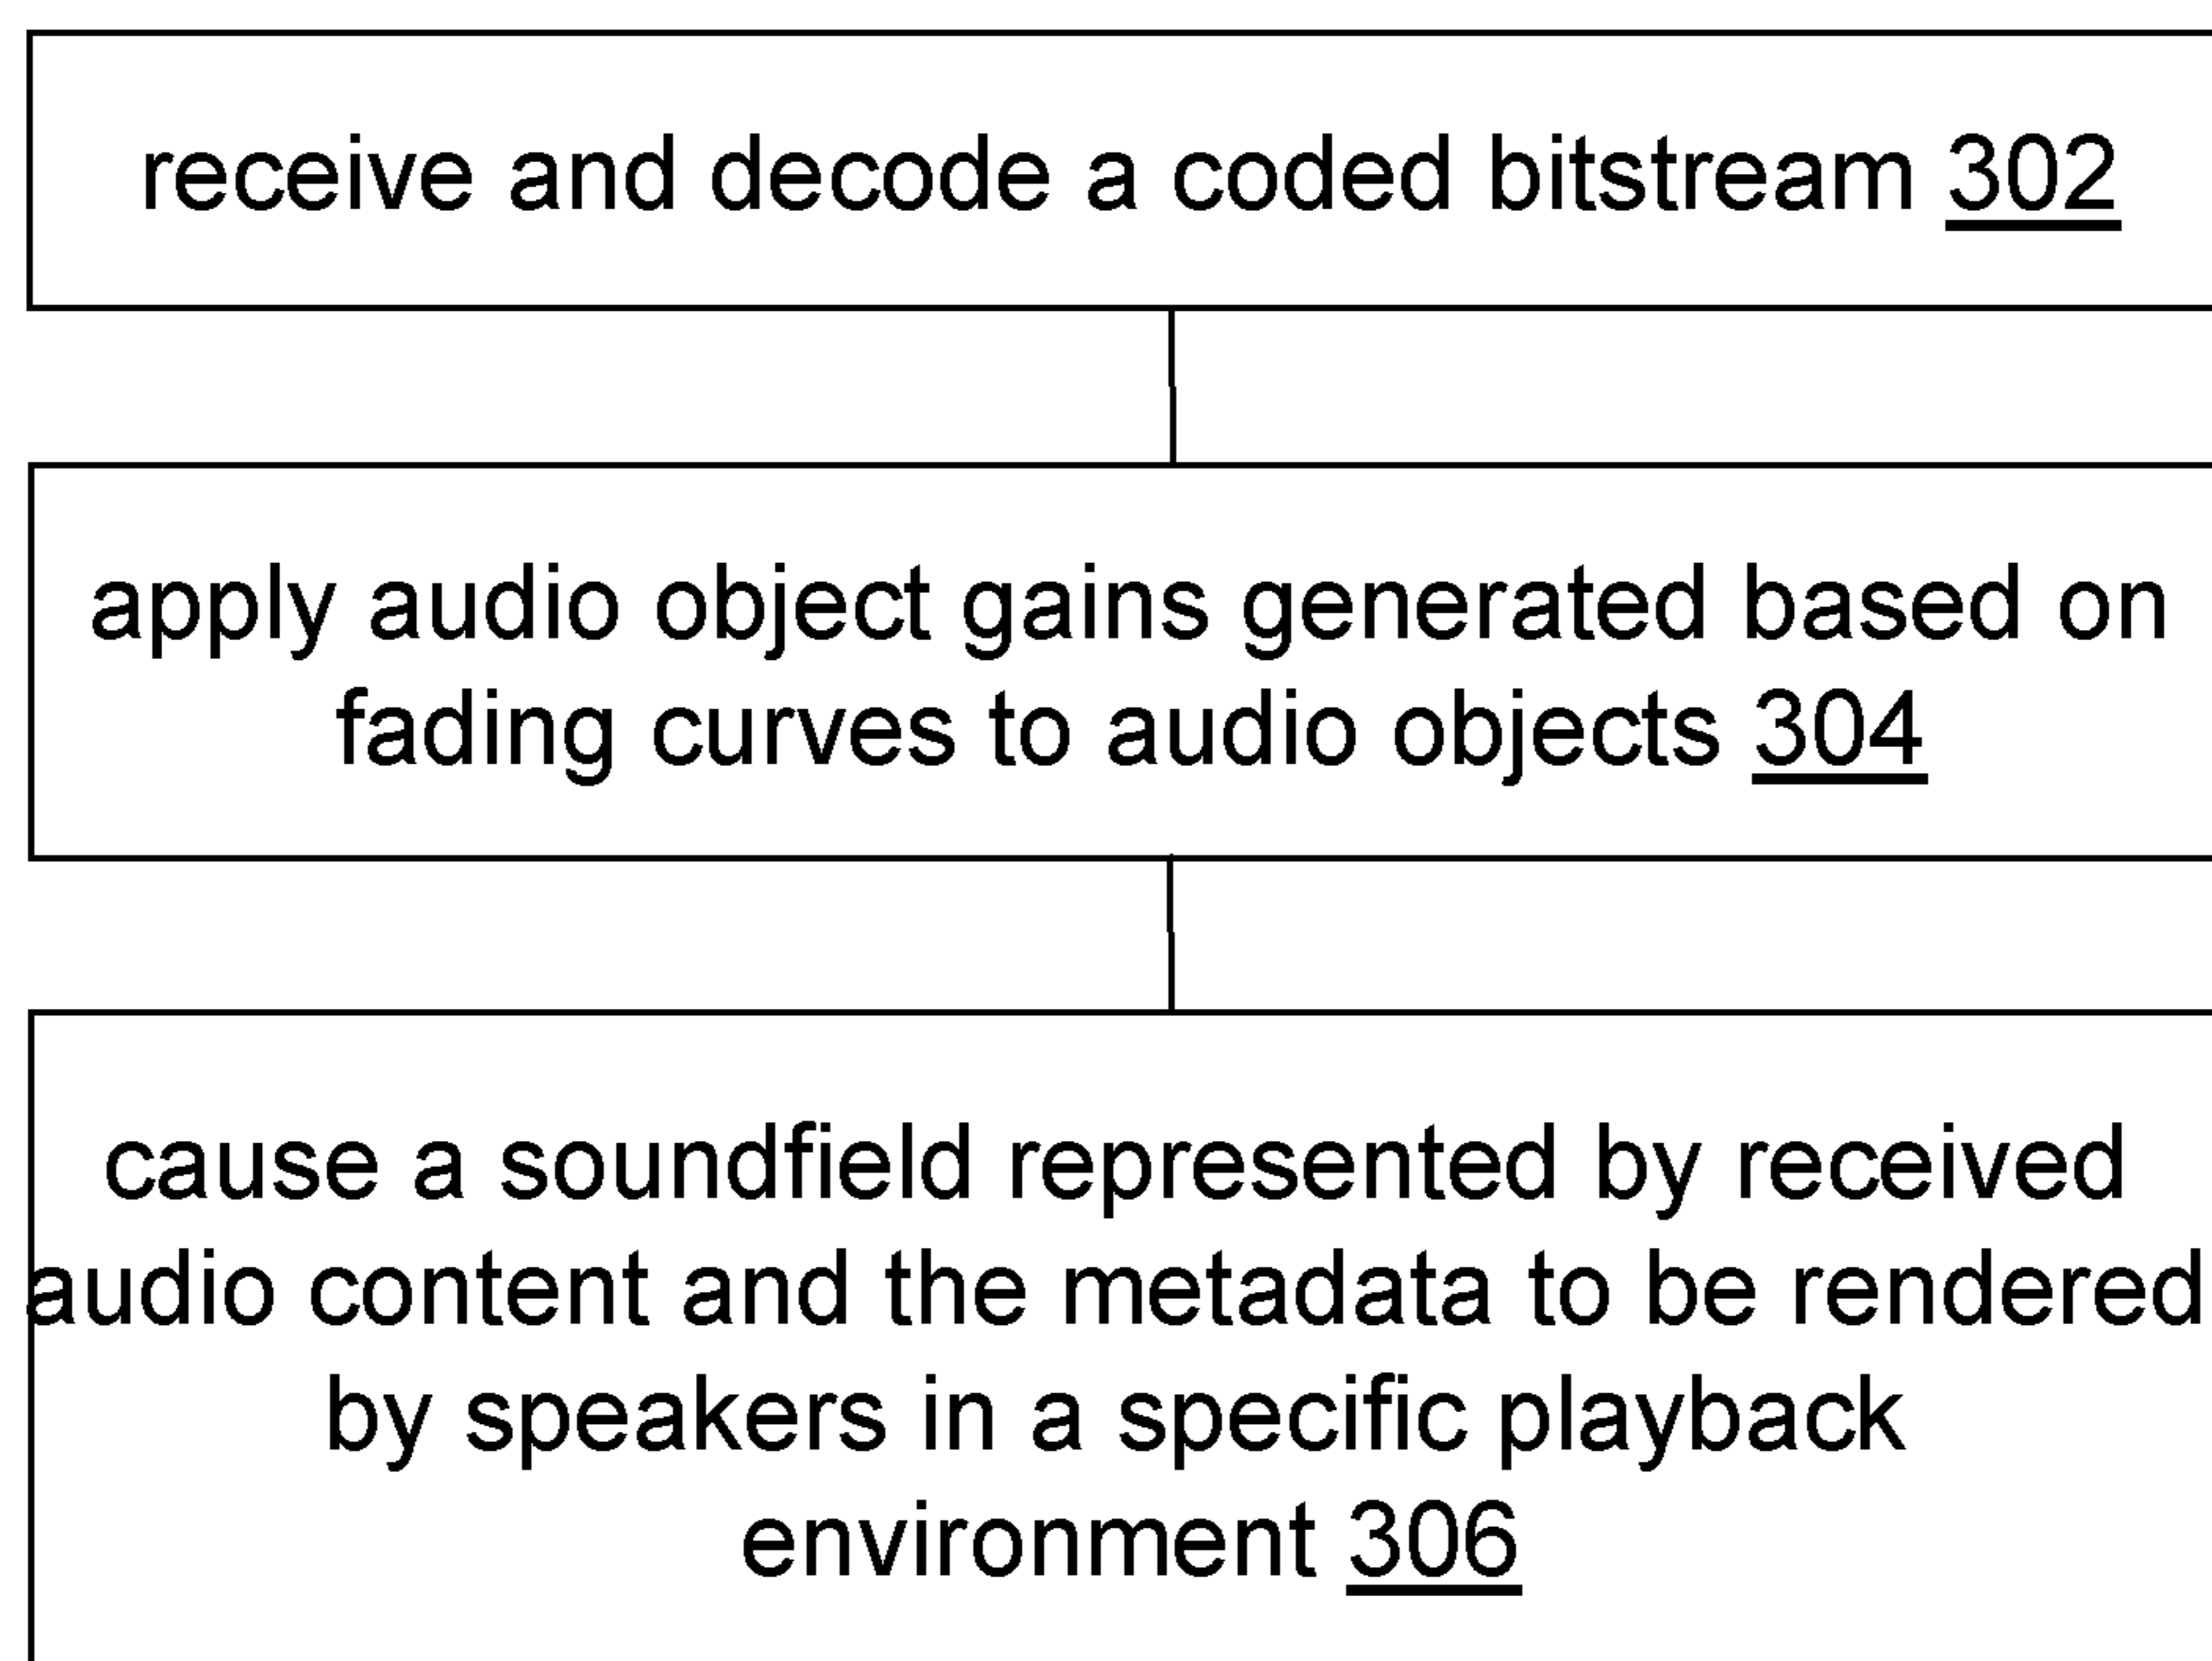 receive and decode a coded bitstream 302
apply audio object gains generated based on
fading curves to audio objects 304
cause a soundfield represented by received
audio content and the metadata to be rendered
by speakers in a specific playback
environment 306